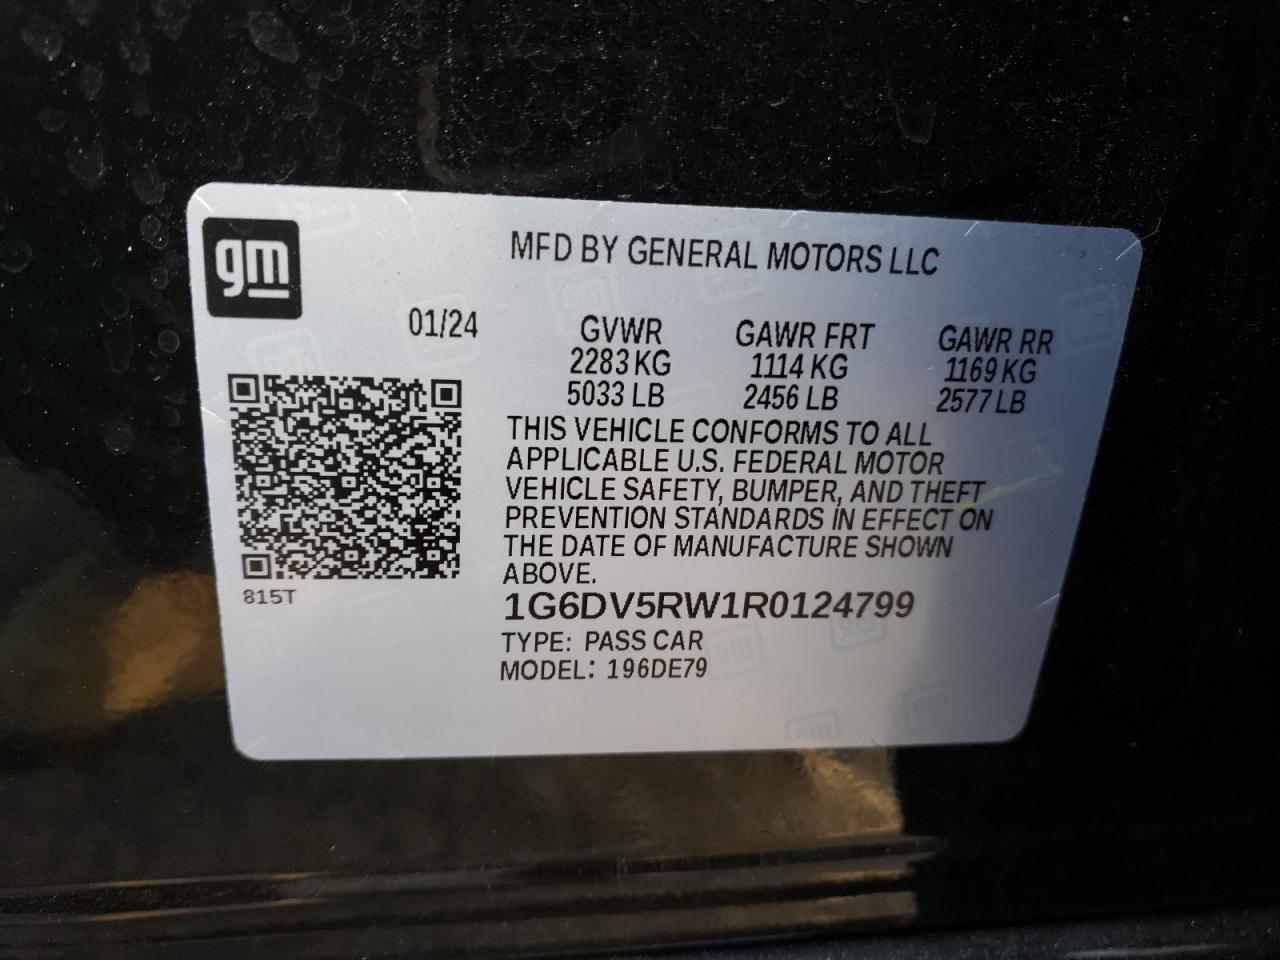 gm
MFD BY GENERAL MOTORS LLC
01/24 GVWR GAWR FRT GAWR RR
2283 KG 1114 KG 1169 KG
5033 LB 2456 LB 2577 LB
THIS VEHICLE CONFORMS TO ALL
APPLICABLE U.S. FEDERAL MOTOR
VEHICLE SAFETY, BUMPER, AND THEFT
PREVENTION STANDARDS IN EFFECT ON
THE DATE OF MANUFACTURE SHOWN
ABOVE.
815T
1G6DV5RW1R0124799
TYPE: PASS CAR
MODEL: 196DE79